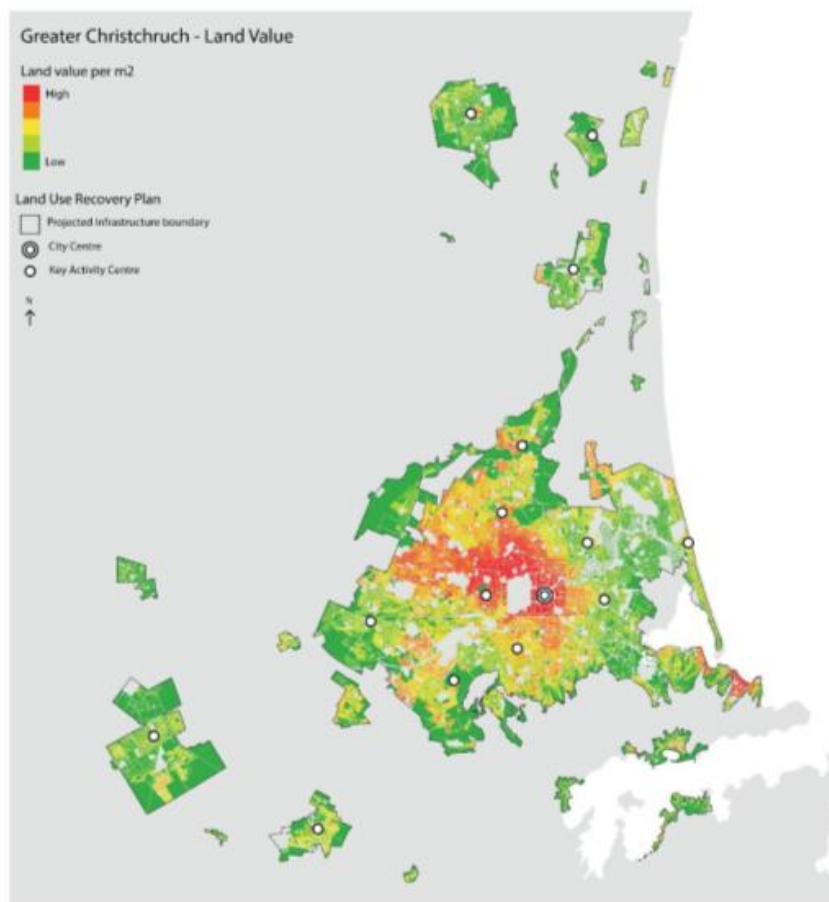 Greater Christchruch - Land Value
Land value per m2
High
Low
Land Use Recovery Plan
Projected Infrastructure boundary
City Centre
Key Activity Centre
N